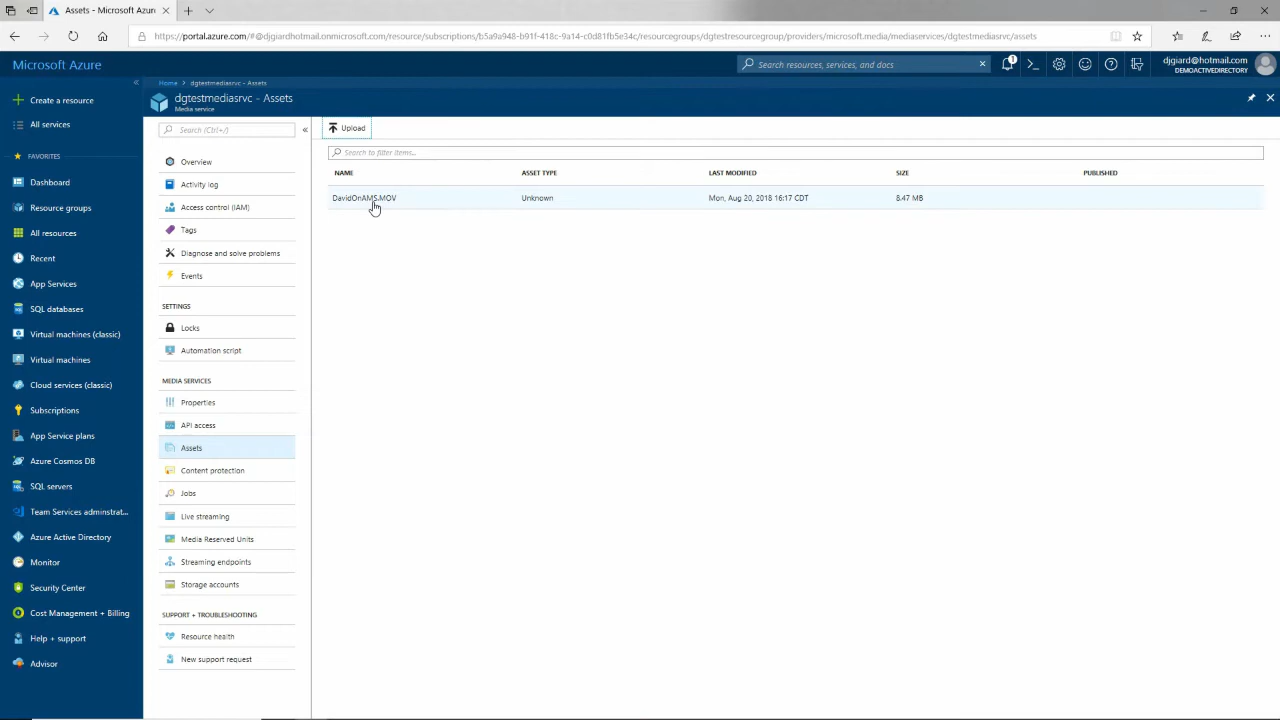 Assets - Microsoft Azur
https://portal.azure.com/#@djgiardhotmail.onmicrosoft.com/resource/subscriptions/b5a9a948-b91f-418c-9a14-c0d81fb5e34c/resourcegroups/dgtestresourcegroup/providers/microsoft.media/mediaservices/dgtestmediasrvc/assets
Microsoft Azure
Search resources, services, and docs
1
djgiard@hotmail.com
DEMOACTIVEDIRECTORY
Create a resource
All services
FAVORITES
Dashboard
Resource groups
All resources
Recent
App Services
SQL databases
Virtual machines (classic)
Virtual machines
Cloud services (classic)
Subscriptions
App Service plans
Azure Cosmos DB
SQL servers
Team Services adminstrat...
Azure Active Directory
Monitor
Security Center
Cost Management + Billing
Help + support
Advisor
Home > dgtestmediasrvc - Assets
dgtestmediasrvc - Assets
Media service
Search (Ctrl+/)
Overview
Activity log
Access control (IAM)
Tags
Diagnose and solve problems
Events
SETTINGS
Locks
Automation script
MEDIA SERVICES
Properties
API access
Assets
Content protection
Jobs
Live streaming
Media Reserved Units
Streaming endpoints
Storage accounts
SUPPORT + TROUBLESHOOTING
Resource health
New support request
Upload
Search to filter items...
NAME ASSET TYPE LAST MODIFIED SIZE PUBLISHED
DavidOnAMS.MOV Unknown Mon, Aug 20, 2018 16:17 CDT 8.47 MB